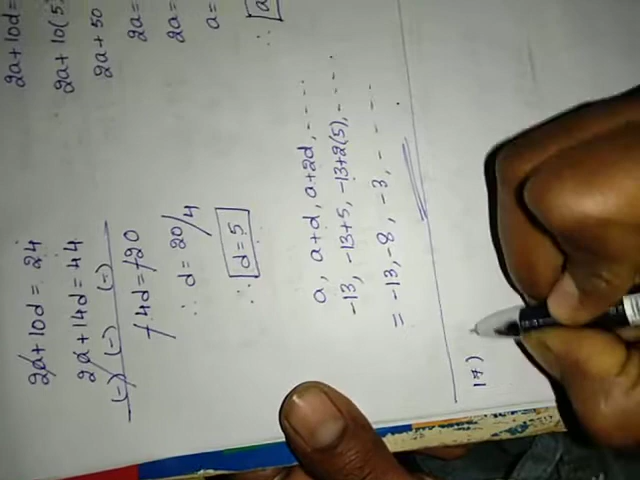 2a + 10d = 24
2a + 14d = 44
(-) (-) (-)
4d = 20
∴ d = 20/4
∴ d = 5
2a + 10d =
2a + 10(5)
2a + 50
2a =
2a =
a =
∴ a
a, a+d, a+2d, - - - -
-13, -13+5, -13+2(5), - - - .
= -13, -8, -3, - - - -
17)